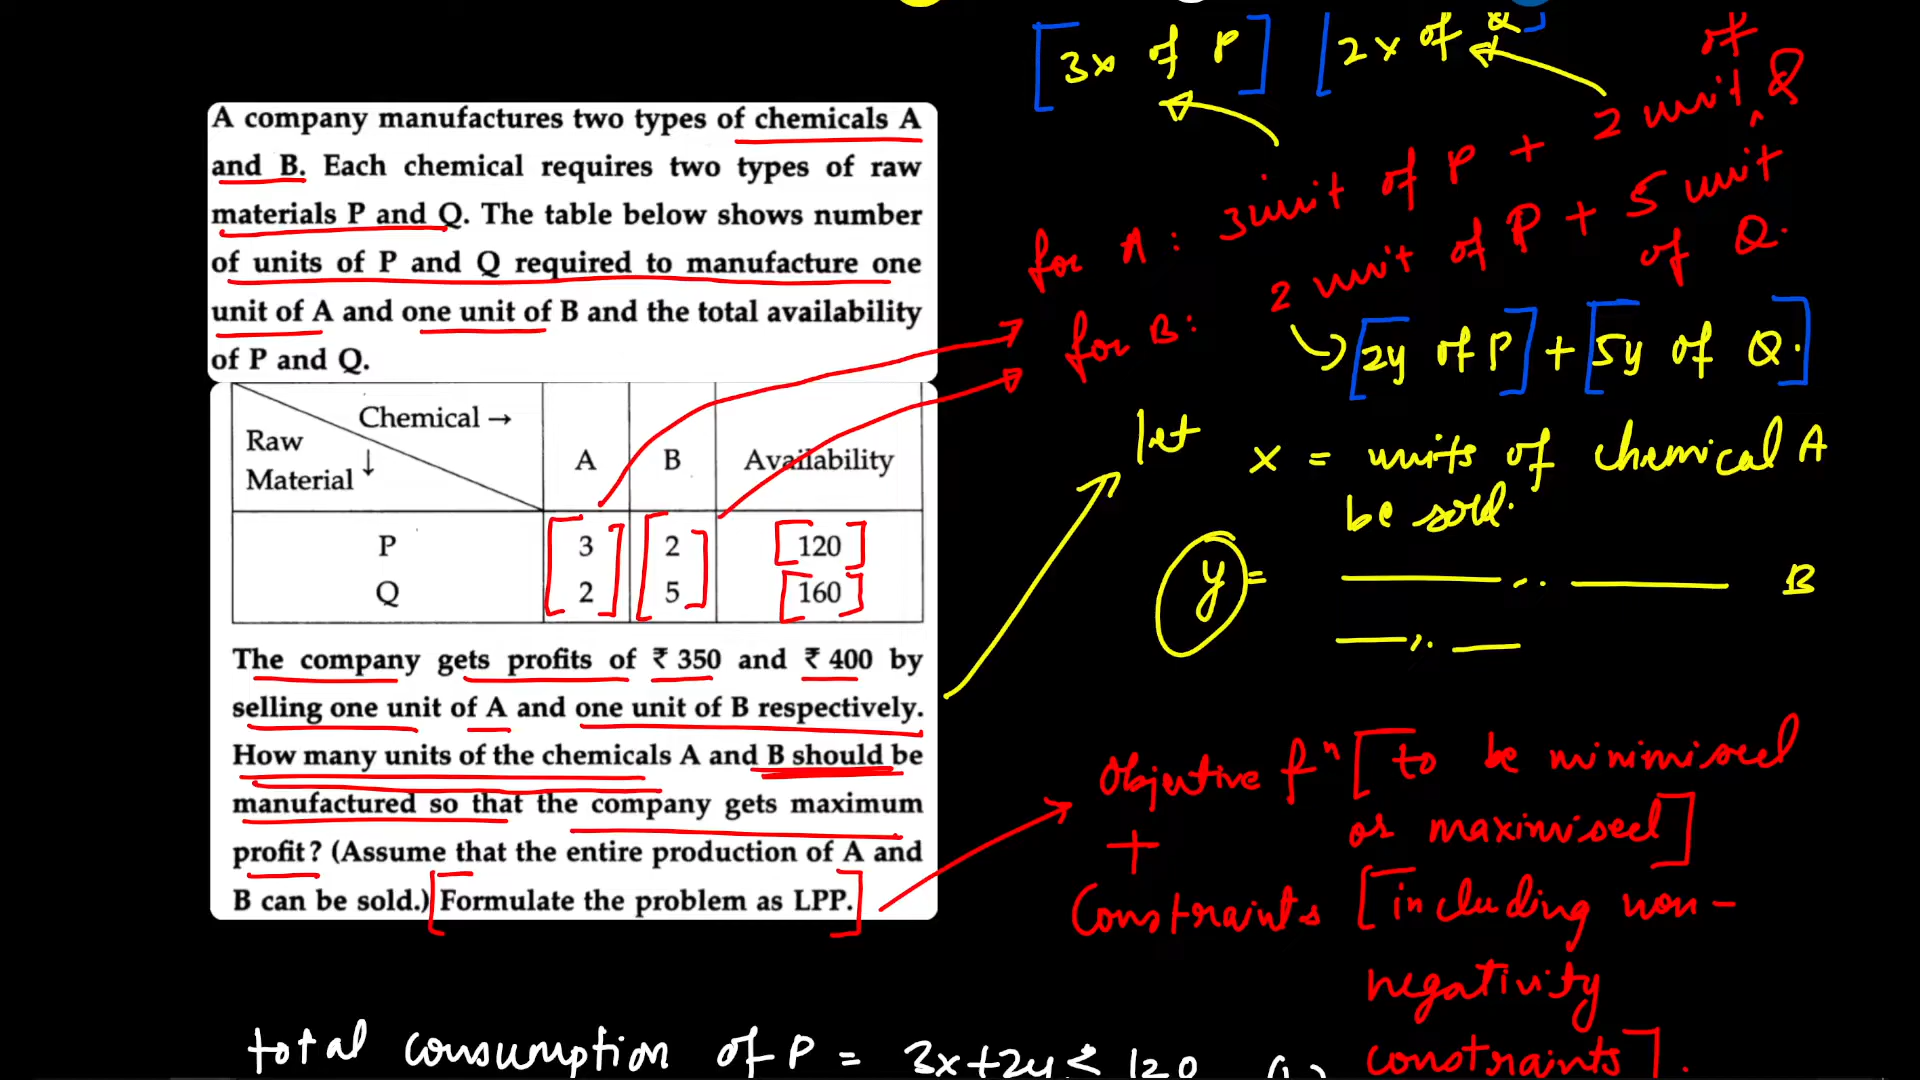 A company manufactures two types of chemicals A
and B. Each chemical requires two types of raw
materials P and Q. The table below shows number
of units of P and Q required to manufacture one
unit of A and one unit of B and the total availability
of P and Q.
Chemical →
Raw
Material ↓
A B Availability
P 3 2 120
Q 2 5 160
The company gets profits of ₹ 350 and ₹ 400 by
selling one unit of A and one unit of B respectively.
How many units of the chemicals A and B should be
manufactured so that the company gets maximum
profit? (Assume that the entire production of A and
B can be sold.) [Formulate the problem as LPP.]
[3x of P] [2x of Q]
for A: 3 unit of P + 2 unit of Q
for B: 2 unit of P + 5 unit
of Q.
[2y of P] + [5y of Q.]
let x = units of chemical A
be sold.
y = —— .. —— B
—— ,. ——
Objective fⁿ [to be minimised
or maximised]
+
Constraints [including non-
negativity
constraints].
total consumption of P = 3x+2y ≤ 120